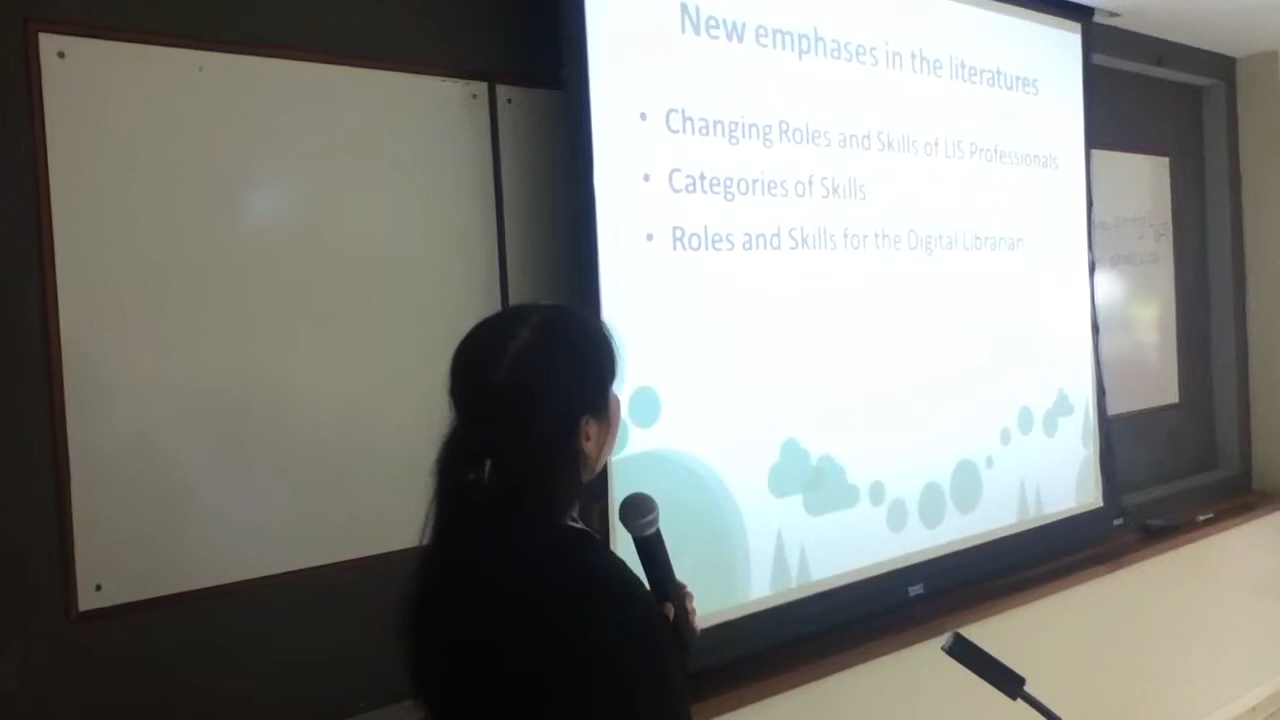 New emphases in the literatures
• Changing Roles and Skills of LIS Professionals
• Categories of Skills
• Roles and Skills for the Digital Librarian